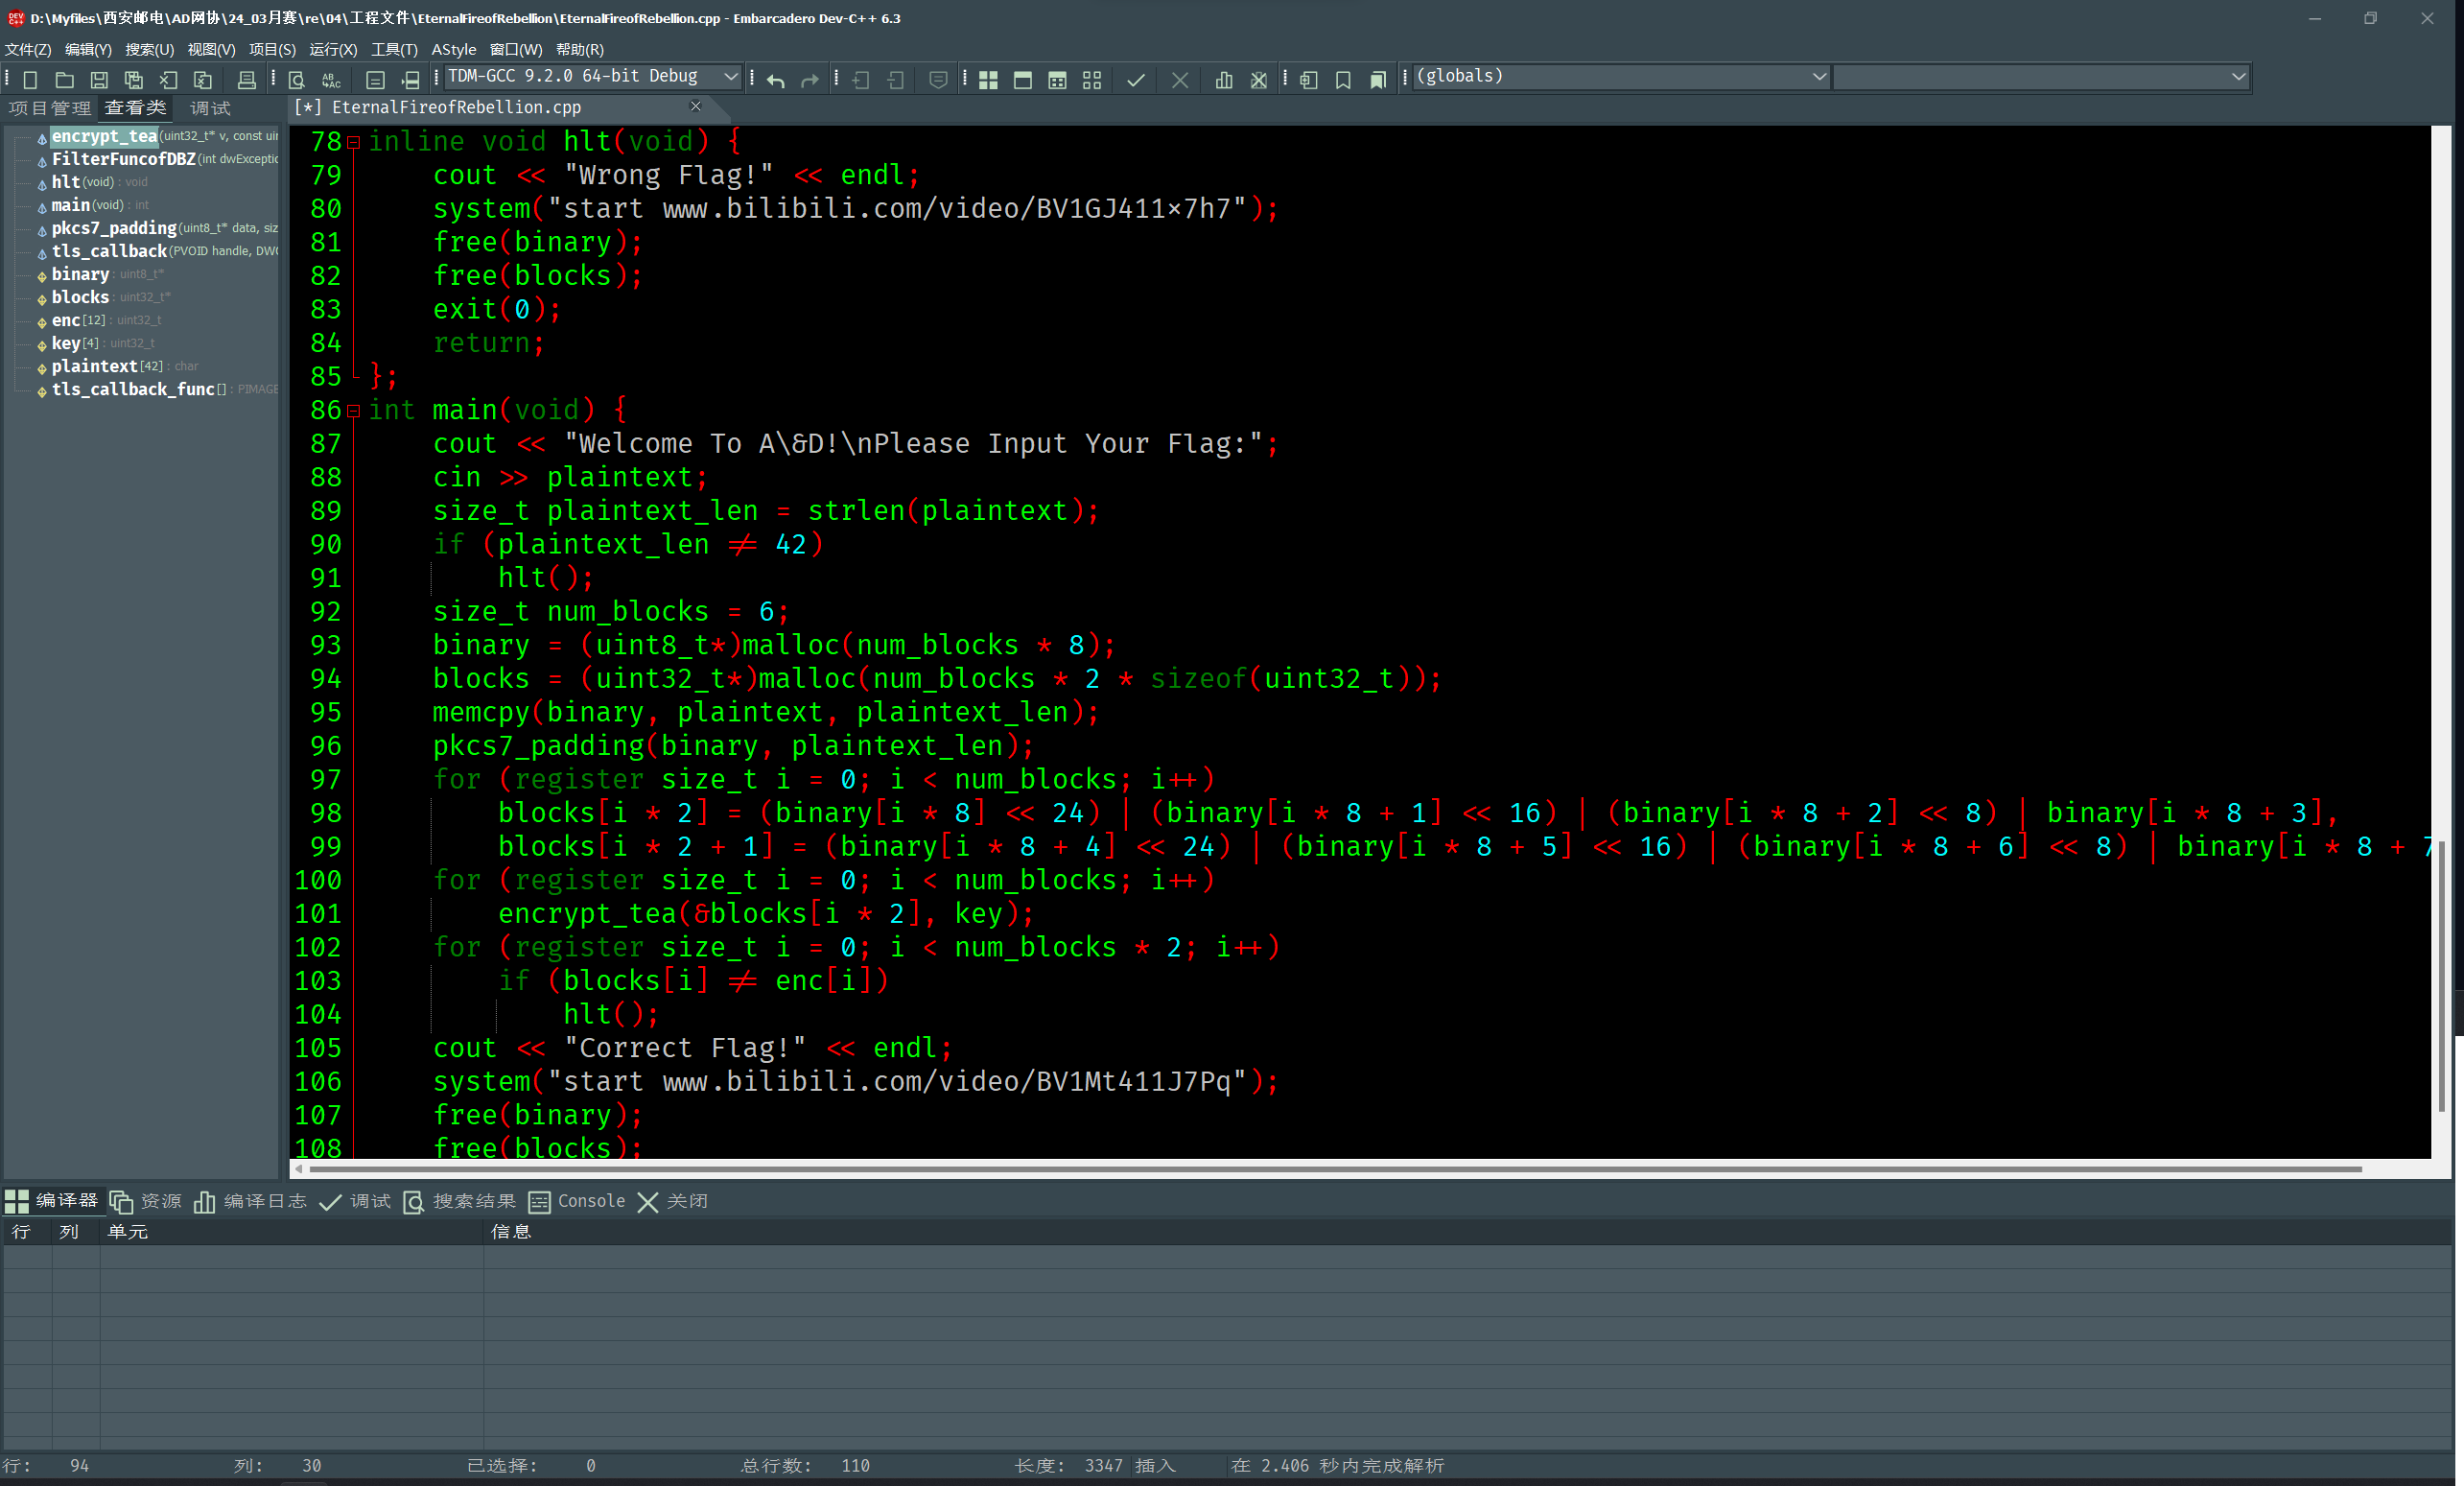 D:\Myfiles\西安邮电\AD网协\24_03月赛\re\04\工程文件\EternalFireofRebellion\EternalFireofRebellion.cpp - Embarcadero Dev-C++ 6.3
文件(Z) 编辑(Y) 搜索(U) 视图(V) 项目(S) 运行(X) 工具(T) AStyle 窗口(W) 帮助(R)
TDM-GCC 9.2.0 64-bit Debug (globals)
项目管理 查看类 调试 [*] EternalFireofRebellion.cpp
encrypt_tea(uint32_t* v, const uin
FilterFuncofDBZ(int dwExceptic
hlt(void) : void
main(void) : int
pkcs7_padding(uint8_t* data, siz
tls_callback(PVOID handle, DWO
binary : uint8_t*
blocks : uint32_t*
enc[12] : uint32_t
key[4] : uint32_t
plaintext[42] : char
tls_callback_func[] : PIMAGE
78 inline void hlt(void) {
79 cout << "Wrong Flag!" << endl;
80 system("start www.bilibili.com/video/BV1GJ411x7h7");
81 free(binary);
82 free(blocks);
83 exit(0);
84 return;
85 };
86 int main(void) {
87 cout << "Welcome To A\&D!\nPlease Input Your Flag:";
88 cin >> plaintext;
89 size_t plaintext_len = strlen(plaintext);
90 if (plaintext_len != 42)
91 hlt();
92 size_t num_blocks = 6;
93 binary = (uint8_t*)malloc(num_blocks * 8);
94 blocks = (uint32_t*)malloc(num_blocks * 2 * sizeof(uint32_t));
95 memcpy(binary, plaintext, plaintext_len);
96 pkcs7_padding(binary, plaintext_len);
97 for (register size_t i = 0; i < num_blocks; i++)
98 blocks[i * 2] = (binary[i * 8] << 24) | (binary[i * 8 + 1] << 16) | (binary[i * 8 + 2] << 8) | binary[i * 8 + 3],
99 blocks[i * 2 + 1] = (binary[i * 8 + 4] << 24) | (binary[i * 8 + 5] << 16) | (binary[i * 8 + 6] << 8) | binary[i * 8 + 7
100 for (register size_t i = 0; i < num_blocks; i++)
101 encrypt_tea(&blocks[i * 2], key);
102 for (register size_t i = 0; i < num_blocks * 2; i++)
103 if (blocks[i] != enc[i])
104 hlt();
105 cout << "Correct Flag!" << endl;
106 system("start www.bilibili.com/video/BV1Mt411J7Pq");
107 free(binary);
108 free(blocks);
编译器 资源 编译日志 调试 搜索结果 Console 关闭
行 列 单元 信息
行: 94 列: 30 已选择: 0 总行数: 110 长度: 3347 插入 在 2.406 秒内完成解析